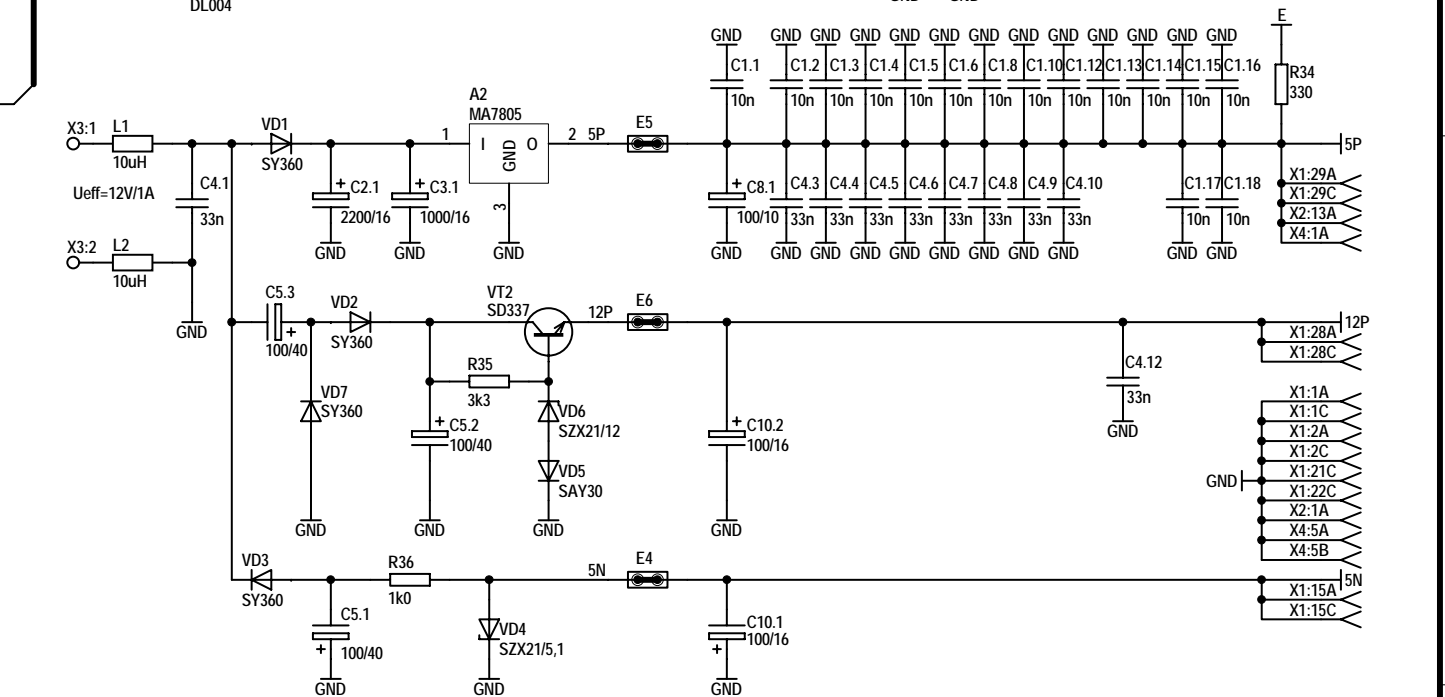 DL004
E
GND GND GND GND GND GND GND GND GND GND GND GND GND
C1.1 C1.2 C1.3 C1.4 C1.5 C1.6 C1.8 C1.10 C1.12 C1.13 C1.14 C1.15 C1.16
R34
330
10n 10n 10n 10n 10n 10n 10n 10n 10n 10n 10n 10n 10n
A2
MA7805
X3:1 L1 VD1 1 I GND O 2 5P E5 5P
10uH SY360
3
Ueff=12V/1A
C4.1
33n
C2.1
2200/16
C3.1
1000/16
C8.1
100/10
C4.3 C4.4 C4.5 C4.6 C4.7 C4.8 C4.9 C4.10 C1.17 C1.18
33n 33n 33n 33n 33n 33n 33n 33n 10n 10n
X1:29A
X1:29C
X2:13A
X4:1A
GND GND GND GND GND GND GND GND GND GND GND GND GND GND
X3:2 L2
10uH
GND
C5.3
100/40
+
VD2
SY360
VT2
SD337
12P E6 12P
X1:28A
X1:28C
R35
3k3
C4.12
33n
GND
VD7
SY360
GND
+ C5.2
100/40
GND
VD6
SZX21/12
VD5
SAY30
GND
+ C10.2
100/16
GND
X1:1A
X1:1C
X1:2A
X1:2C
GND X1:21C
X1:22C
X2:1A
X4:5A
X4:5B
VD3
SY360
R36
1k0
5N E4 5N
X1:15A
X1:15C
C5.1
+ 100/40
GND
VD4
SZX21/5,1
GND
C10.1
100/16
+
GND